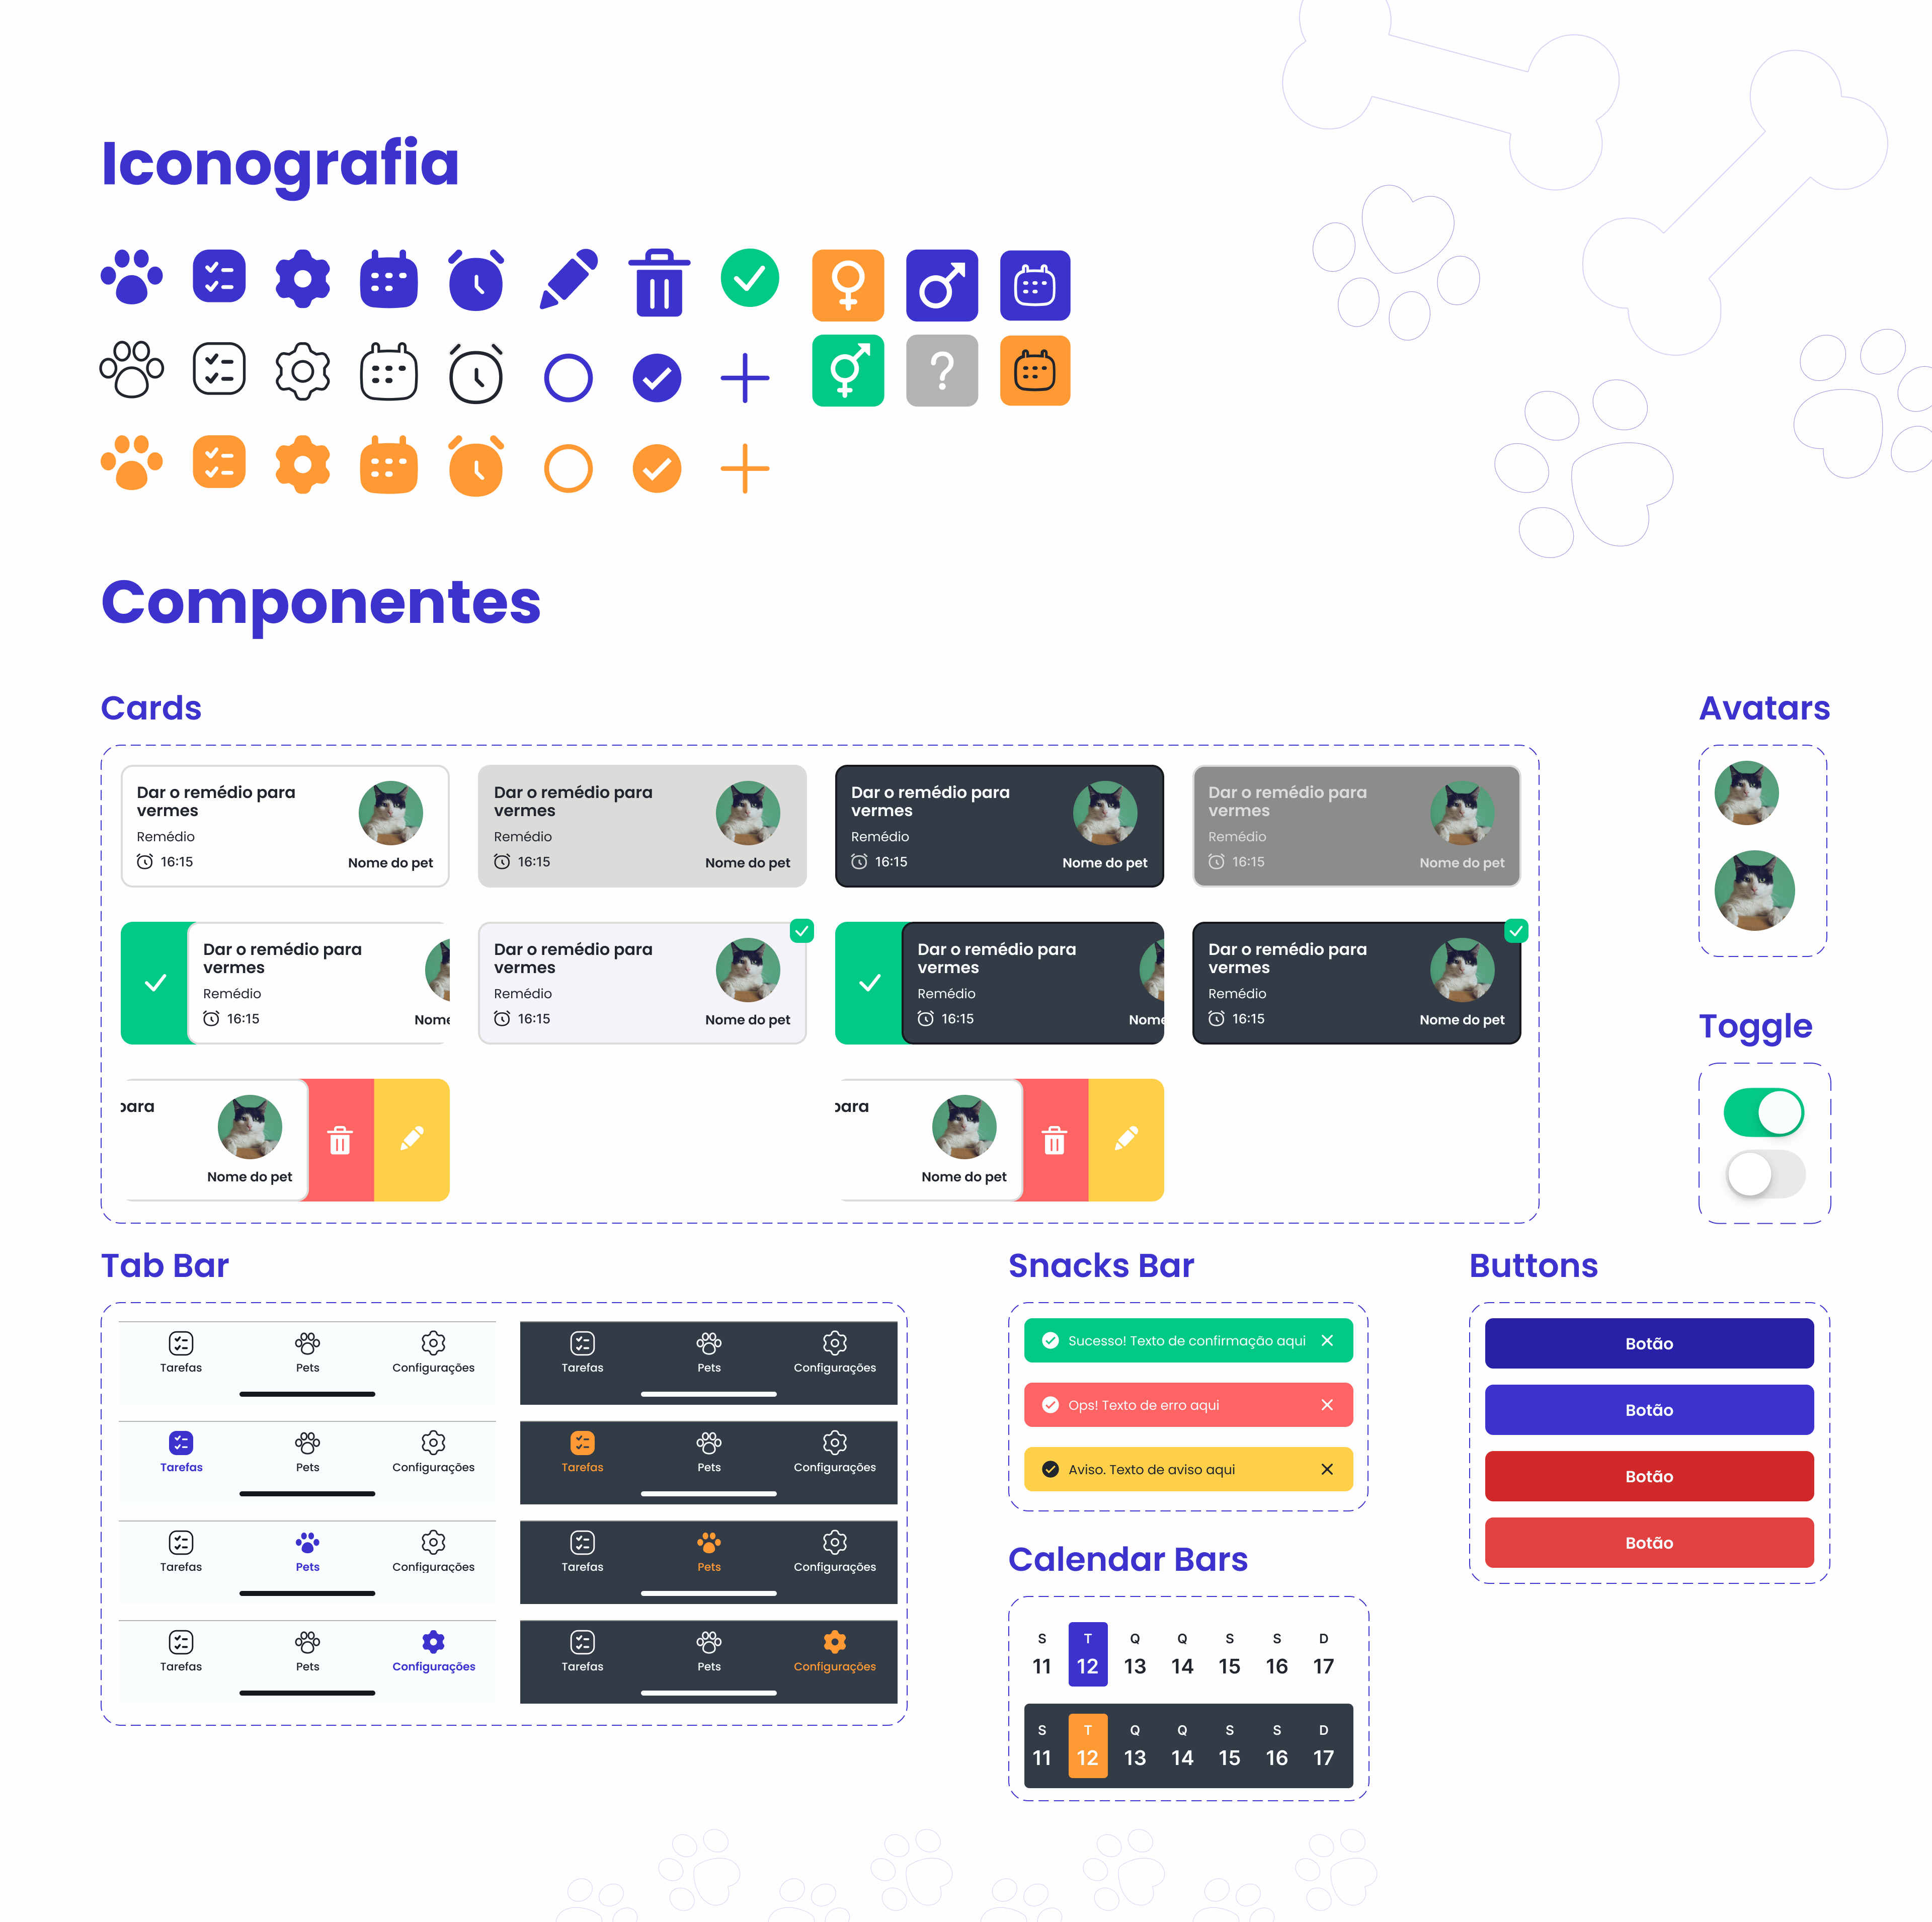 Iconografia
?
Componentes
Cards
Avatars
Dar o remédio para
vermes
Remédio
16:15
Nome do pet
Dar o remédio para
vermes
Remédio
16:15
Nome do pet
Dar o remédio para
vermes
Remédio
16:15
Nome do pet
Dar o remédio para
vermes
Remédio
16:15
Nome do pet
Dar o remédio para
vermes
Remédio
16:15
Nome
Dar o remédio para
vermes
Remédio
16:15
Nome do pet
Dar o remédio para
vermes
Remédio
16:15
Nome
Dar o remédio para
vermes
Remédio
16:15
Nome do pet
Toggle
para
Nome do pet
para
Nome do pet
Tab Bar
Tarefas Pets Configurações
Tarefas Pets Configurações
Tarefas Pets Configurações
Tarefas Pets Configurações
Tarefas Pets Configurações
Tarefas Pets Configurações
Tarefas Pets Configurações
Tarefas Pets Configurações
Snacks Bar
Sucesso! Texto de confirmação aqui
Ops! Texto de erro aqui
Aviso. Texto de aviso aqui
Buttons
Botão
Botão
Botão
Botão
Calendar Bars
S T Q Q S S D
11 12 13 14 15 16 17
S T Q Q S S D
11 12 13 14 15 16 17